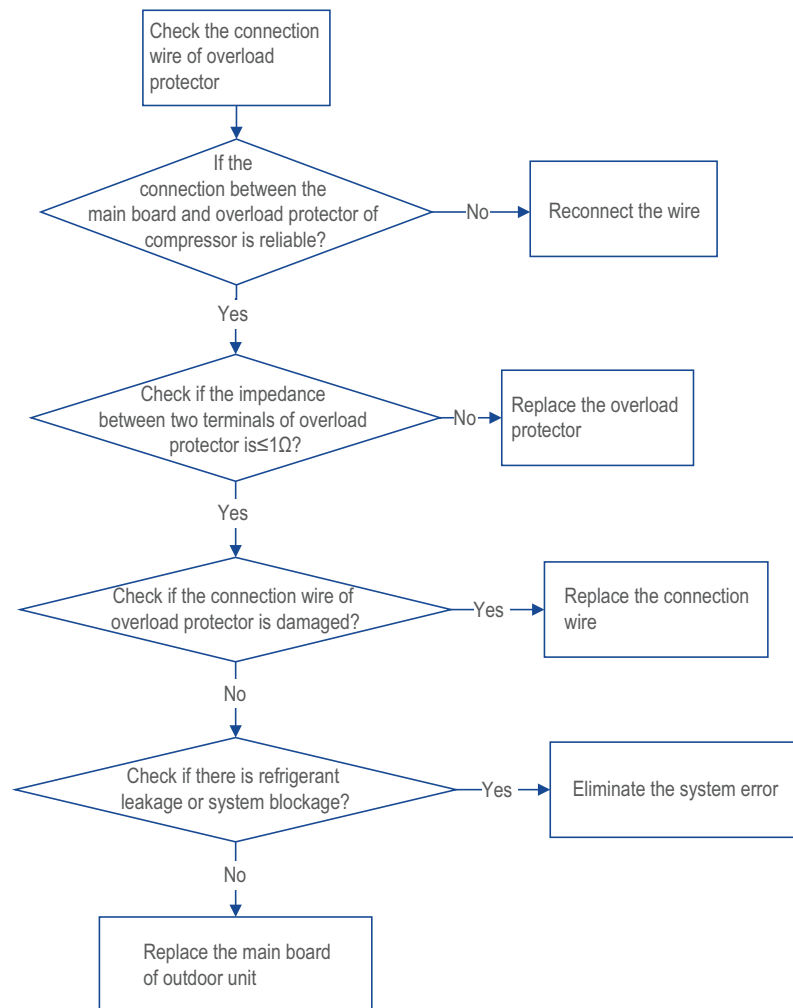 Check the connection
wire of overload
protector
If the
connection between the
main board and overload protector of
compressor is reliable?
No
Reconnect the wire
Yes
Check if the impedance
between two terminals of overload
protector is≤1Ω?
No
Replace the overload
protector
Yes
Check if the connection wire of
overload protector is damaged?
Yes
Replace the connection
wire
No
Check if there is refrigerant
leakage or system blockage?
Yes
Eliminate the system error
No
Replace the main board
of outdoor unit